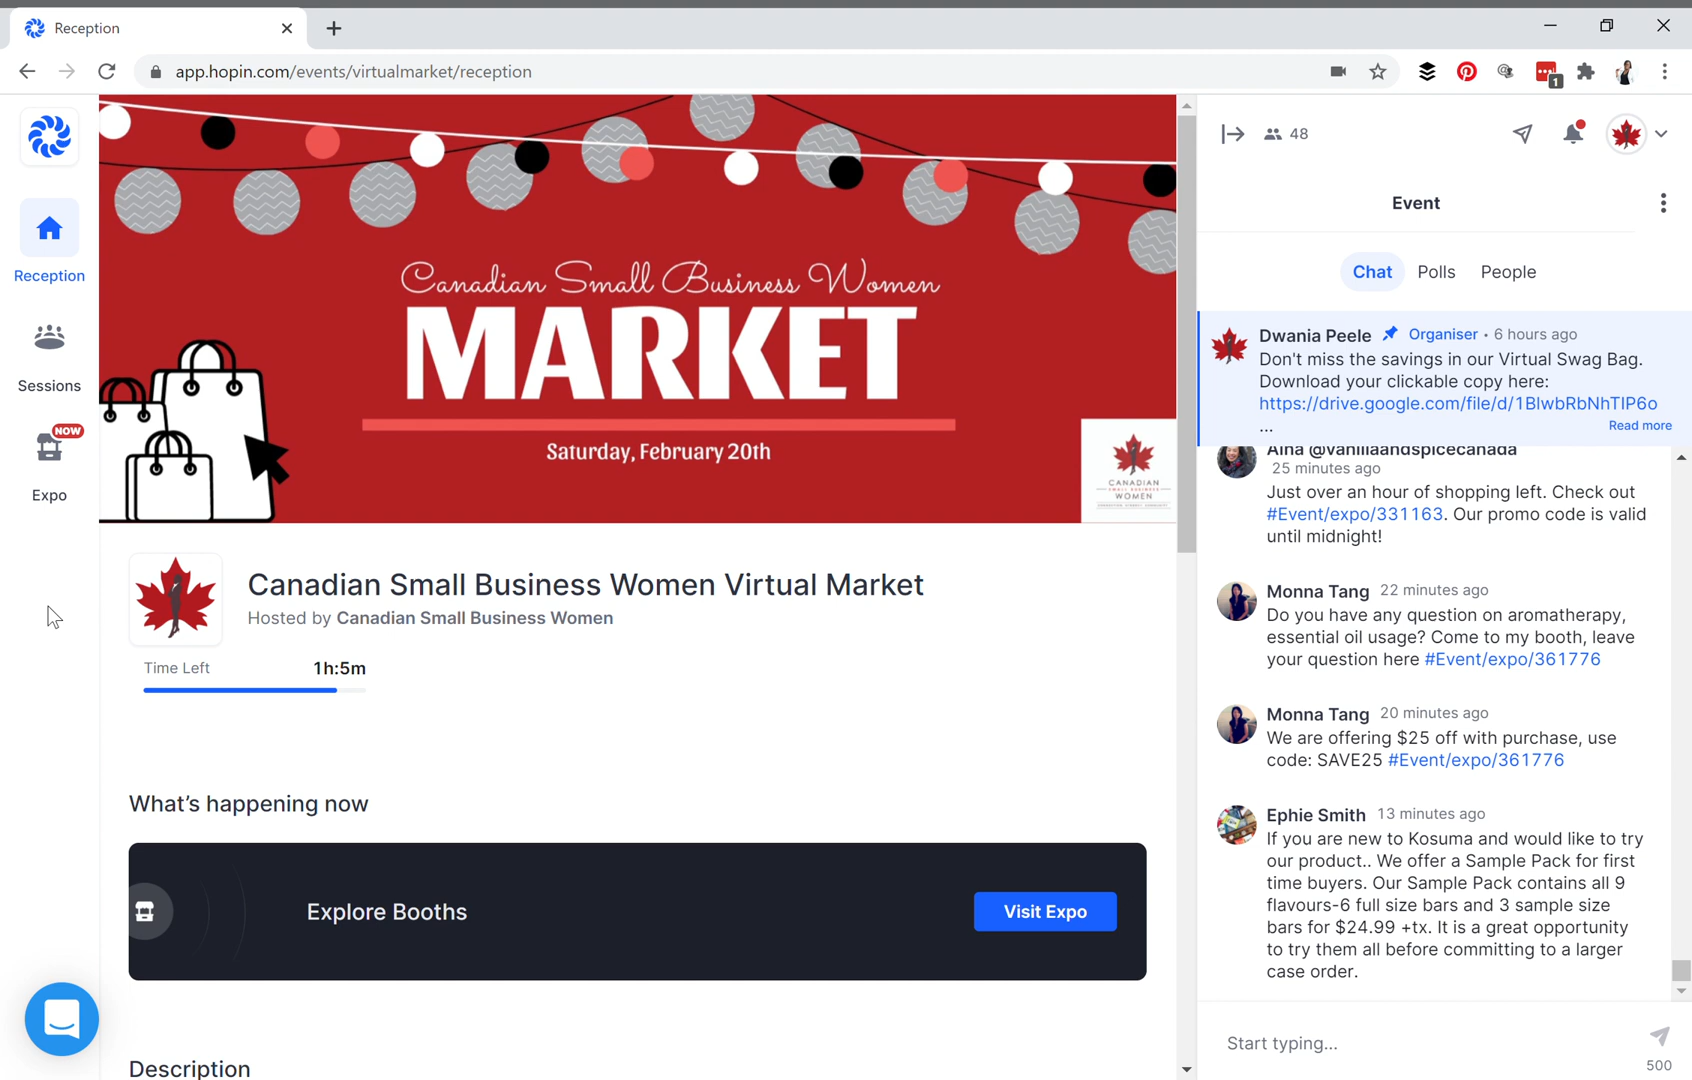 Reception
app.hopin.com/events/virtualmarket/reception
1
Reception
Sessions
NOW
Expo
Canadian Small Business Women
MARKET
Saturday, February 20th
CANADIAN
SMALL BUSINESS
WOMEN
Canadian Small Business Women Virtual Market
Hosted by Canadian Small Business Women
Time Left 1h:5m
What's happening now
Explore Booths
Visit Expo
Description
48
Event
Chat Polls People
Dwania Peele Organiser • 6 hours ago
Don't miss the savings in our Virtual Swag Bag.
Download your clickable copy here:
https://drive.google.com/file/d/1BlwbRbNhTIP6o
...
Read more
Aina @vanillaandspicecanada
25 minutes ago
Just over an hour of shopping left. Check out
#Event/expo/331163. Our promo code is valid
until midnight!
Monna Tang 22 minutes ago
Do you have any question on aromatherapy,
essential oil usage? Come to my booth, leave
your question here #Event/expo/361776
Monna Tang 20 minutes ago
We are offering $25 off with purchase, use
code: SAVE25 #Event/expo/361776
Ephie Smith 13 minutes ago
If you are new to Kosuma and would like to try
our product.. We offer a Sample Pack for first
time buyers. Our Sample Pack contains all 9
flavours-6 full size bars and 3 sample size
bars for $24.99 +tx. It is a great opportunity
to try them all before committing to a larger
case order.
Start typing...
500